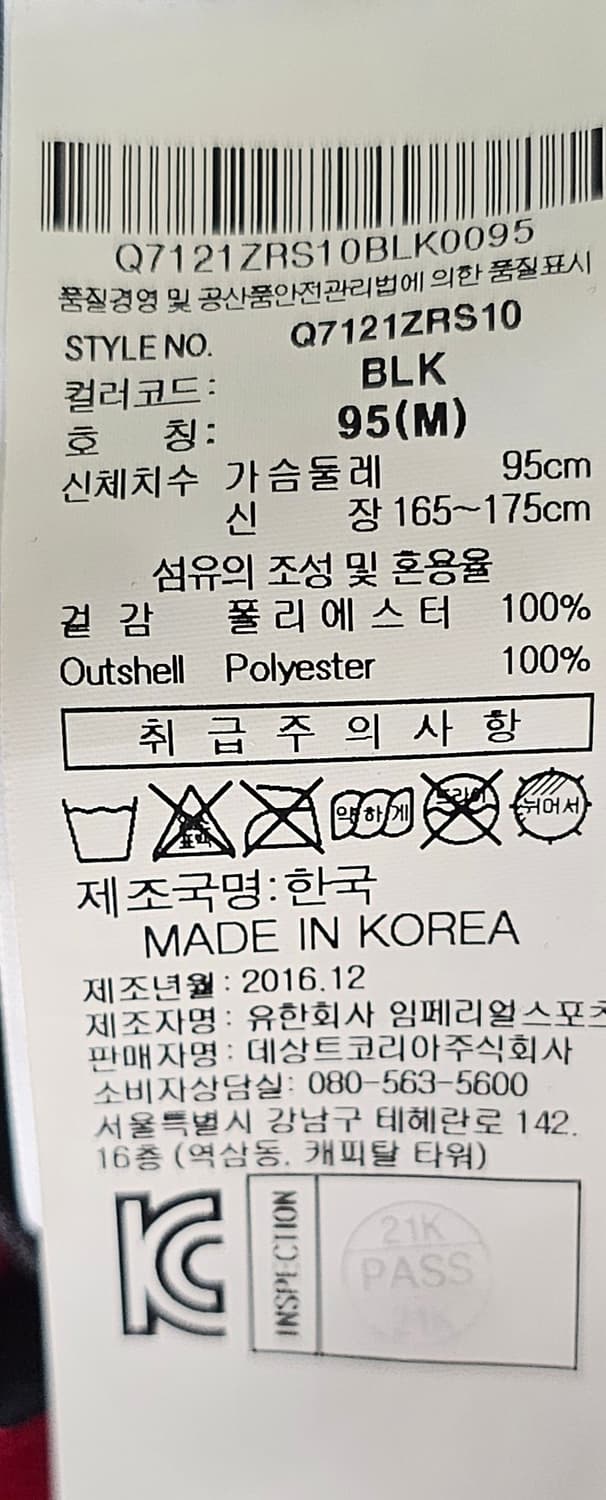 Q7121ZRS10BLK0095
품질경영 및 공산품안전관리법에 의한 품질표시
STYLE NO. Q7121ZRS10
컬러코드: BLK
호 칭: 95(M)
신체치수 가슴둘레 95cm
신 장 165~175cm
섬유의 조성 및 혼용율
겉 감 폴리에스터 100%
Outshell Polyester 100%
취급주의사항
약하게 드라이 뉘어서
제조국명:한국
MADE IN KOREA
제조년월: 2016.12
제조자명: 유한회사 임페리얼스포츠
판매자명: 데상트코리아주식회사
소비자상담실: 080-563-5600
서울특별시 강남구 테헤란로 142.
16층 (역삼동. 캐피탈 타워)
KC
INSPECTION
21K
PASS